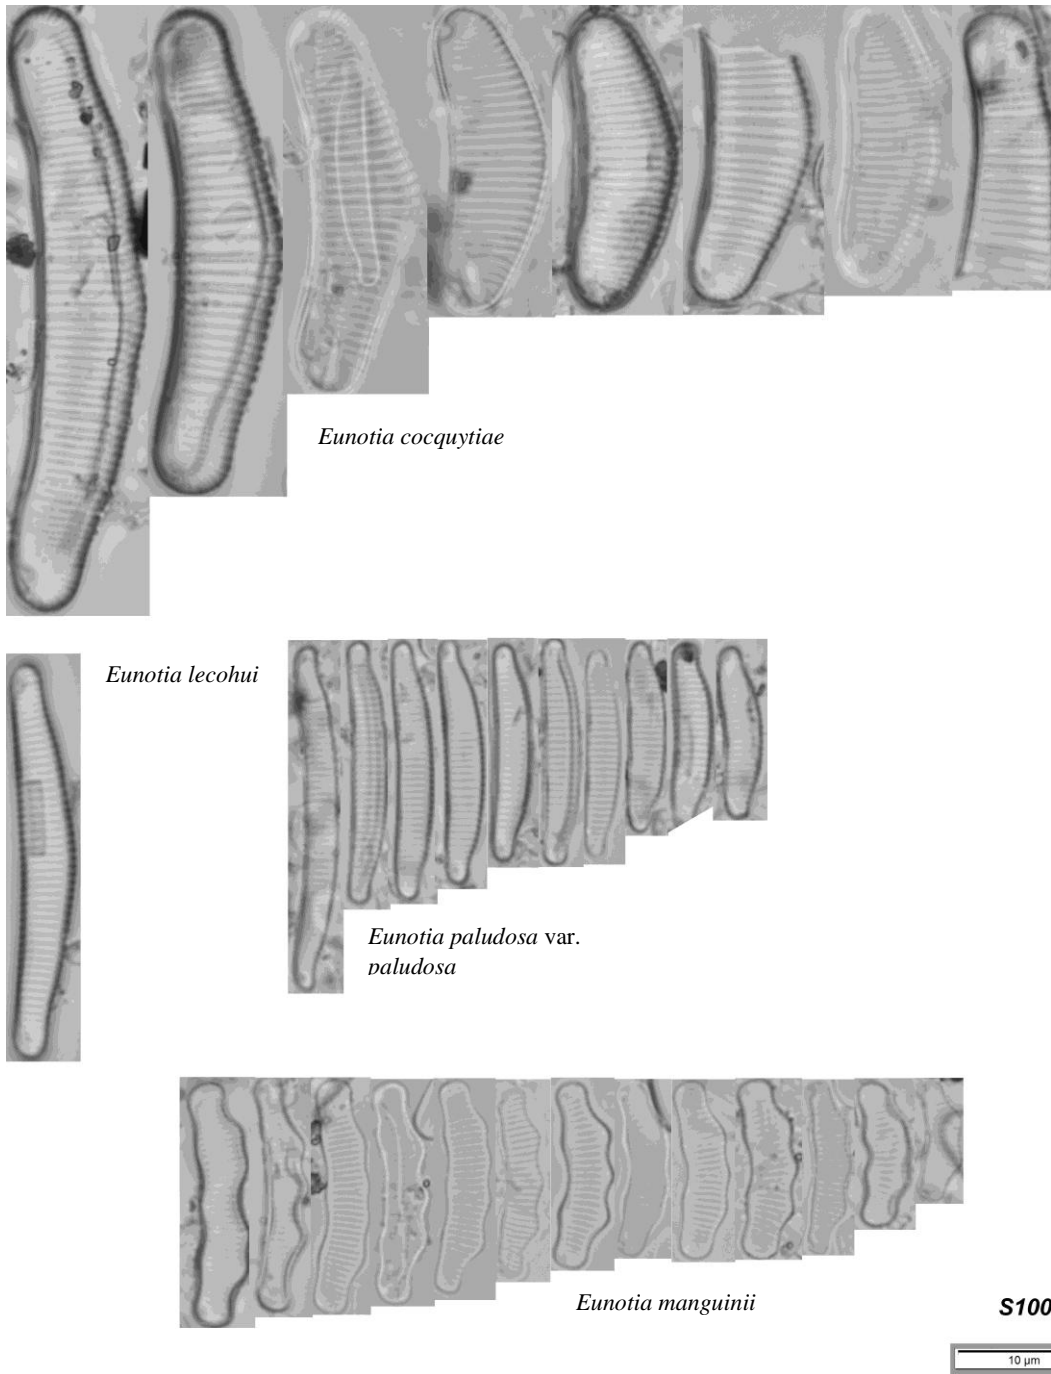 Eunotia cocquytiae
Eunotia lecohui
Eunotia paludosa var.
paludosa
Eunotia manguinii
S100
10 µm